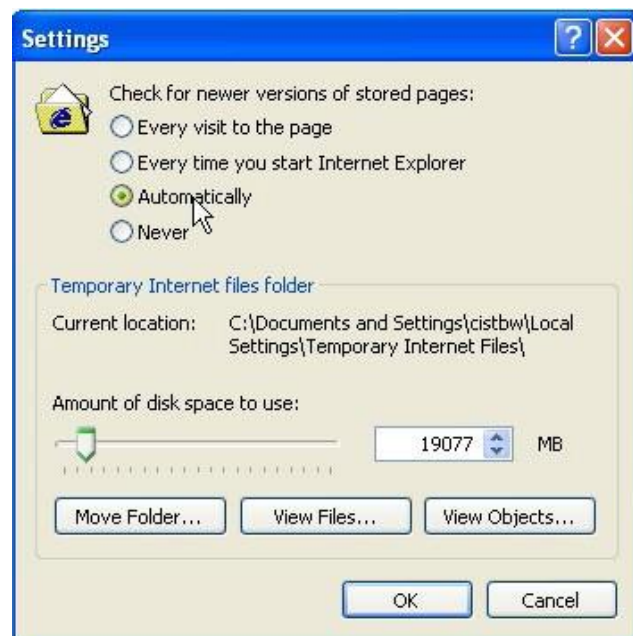 Settings
Check for newer versions of stored pages:
Every visit to the page
Every time you start Internet Explorer
Automatically
Never
Temporary Internet files folder
Current location: C:\Documents and Settings\cistbw\Local
Settings\Temporary Internet Files\
Amount of disk space to use:
19077 MB
Move Folder... View Files... View Objects...
OK Cancel